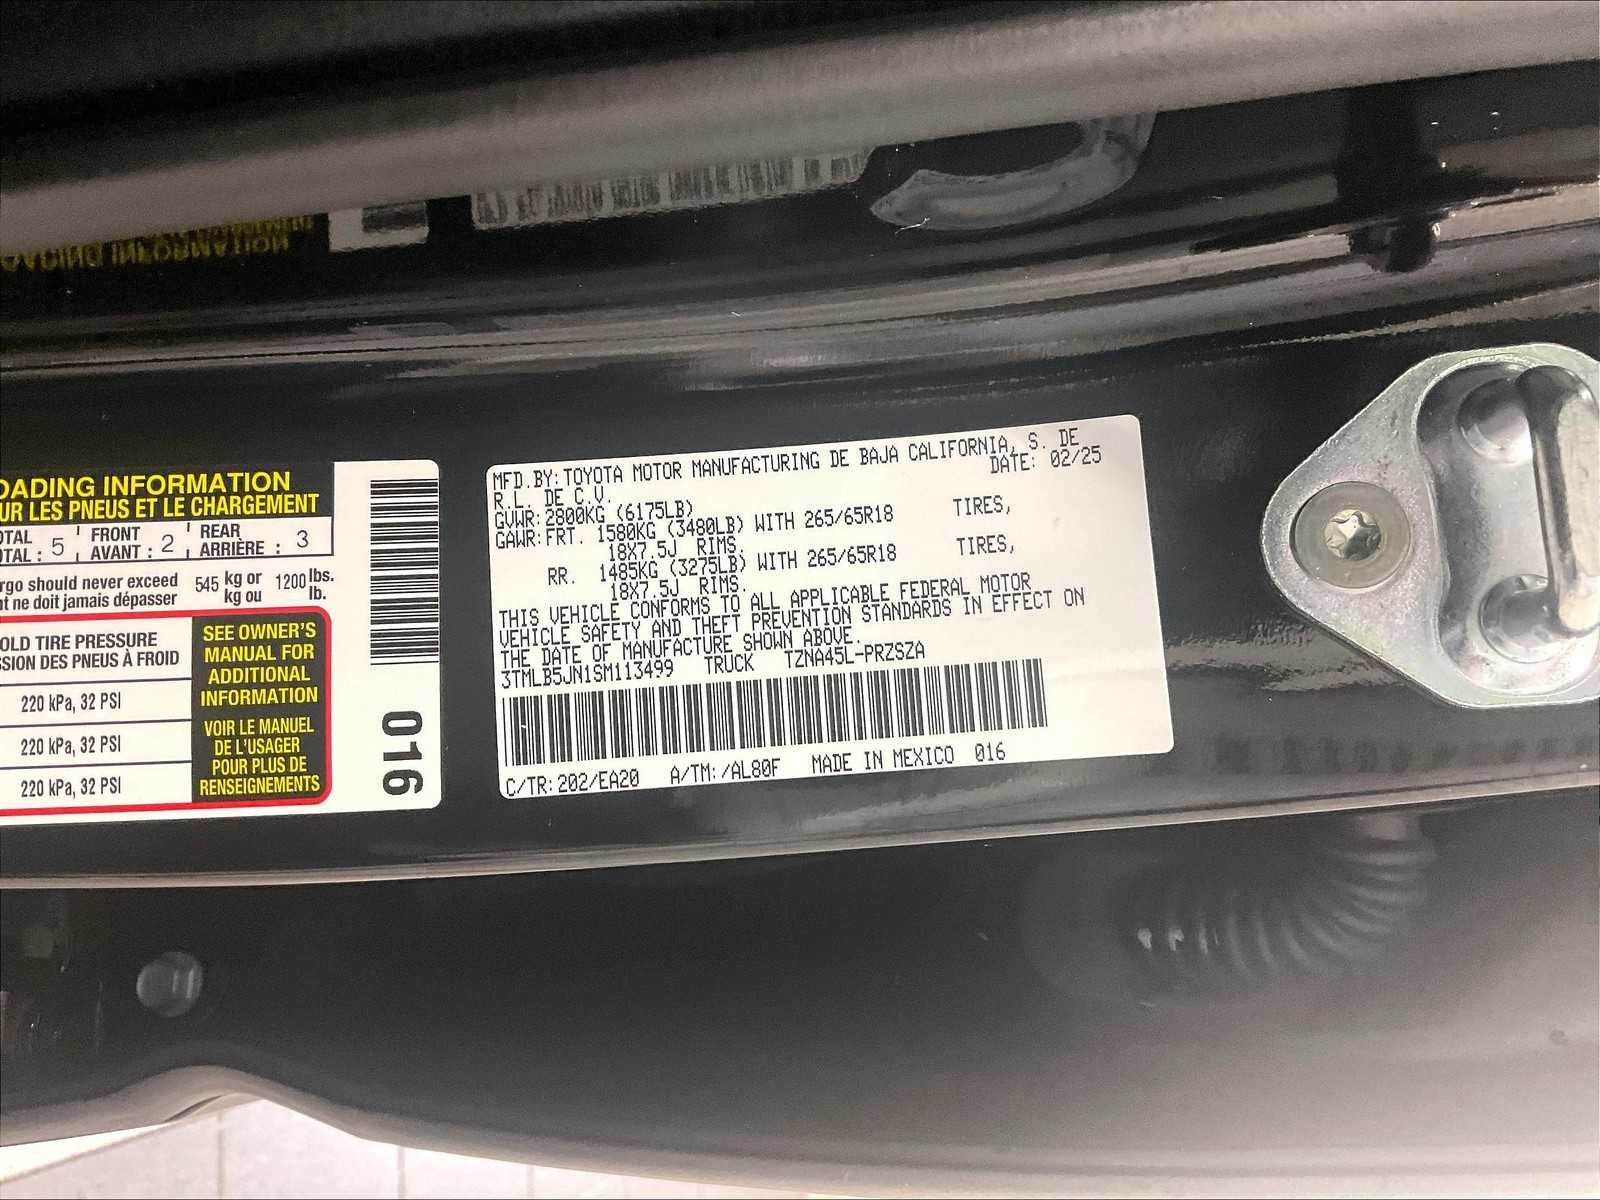 OADING INFORMATION
UR LES PNEUS ET LE CHARGEMENT
OTAL
OTAL : 5
FRONT
AVANT : 2
REAR
ARRIÈRE : 3
rgo should never exceed
nt ne doit jamais dépasser
545 kg or 1200 lbs.
kg ou lb.
OLD TIRE PRESSURE
SSION DES PNEUS À FROID
220 kPa, 32 PSI
220 kPa, 32 PSI
220 kPa, 32 PSI
SEE OWNER'S
MANUAL FOR
ADDITIONAL
INFORMATION
VOIR LE MANUEL
DE L'USAGER
POUR PLUS DE
RENSEIGNEMENTS
016
MFD.BY: TOYOTA MOTOR MANUFACTURING DE BAJA CALIFORNIA, S. DE
R.L. DE C.V. DATE: 02/25
GVWR: 2800KG (6175LB)
GAWR: FRT. 1580KG (3480LB) WITH 265/65R18 TIRES,
18X7.5J RIMS.
RR. 1485KG (3275LB) WITH 265/65R18 TIRES,
18X7.5J RIMS.
THIS VEHICLE CONFORMS TO ALL APPLICABLE FEDERAL MOTOR
VEHICLE SAFETY AND THEFT PREVENTION STANDARDS IN EFFECT ON
THE DATE OF MANUFACTURE SHOWN ABOVE.
3TMLB5JN1SM113499 TRUCK TZNA45L-PRZSZA
C/TR: 202/EA20 A/TM: /AL80F MADE IN MEXICO 016